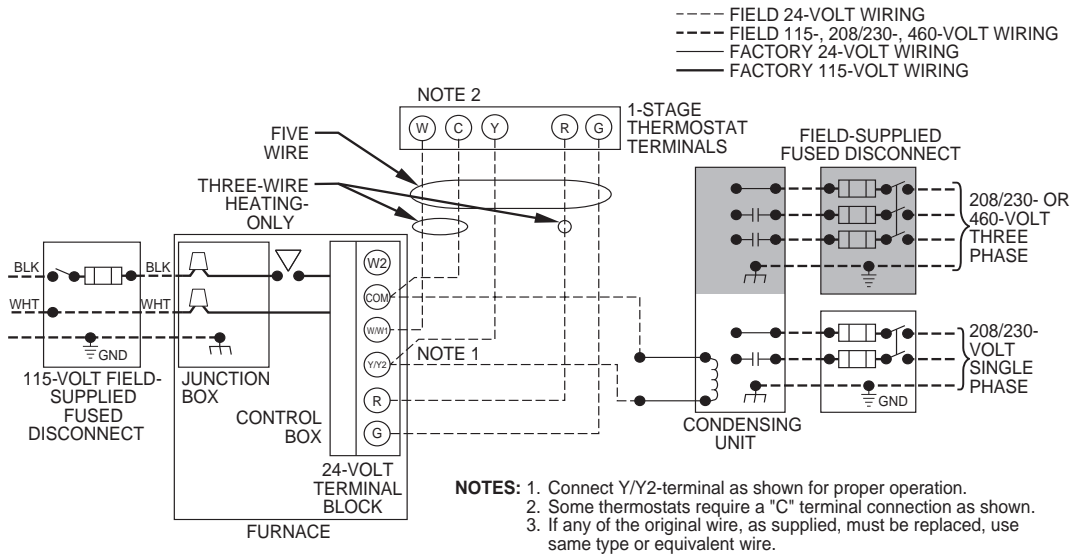 FIELD 24-VOLT WIRING
FIELD 115-, 208/230-, 460-VOLT WIRING
FACTORY 24-VOLT WIRING
FACTORY 115-VOLT WIRING
NOTE 2
W C Y R G
1-STAGE
THERMOSTAT
TERMINALS
FIVE
WIRE
THREE-WIRE
HEATING-
ONLY
FIELD-SUPPLIED
FUSED DISCONNECT
208/230- OR
460-VOLT
THREE
PHASE
BLK
BLK
WHT
WHT
GND
115-VOLT FIELD-
SUPPLIED
FUSED
DISCONNECT
JUNCTION
BOX
CONTROL
BOX
W2
COM
W/W1
Y/Y2
R
G
NOTE 1
24-VOLT
TERMINAL
BLOCK
FURNACE
208/230-
VOLT
SINGLE
PHASE
GND
CONDENSING
UNIT
NOTES: 1. Connect Y/Y2-terminal as shown for proper operation.
2. Some thermostats require a "C" terminal connection as shown.
3. If any of the original wire, as supplied, must be replaced, use
same type or equivalent wire.